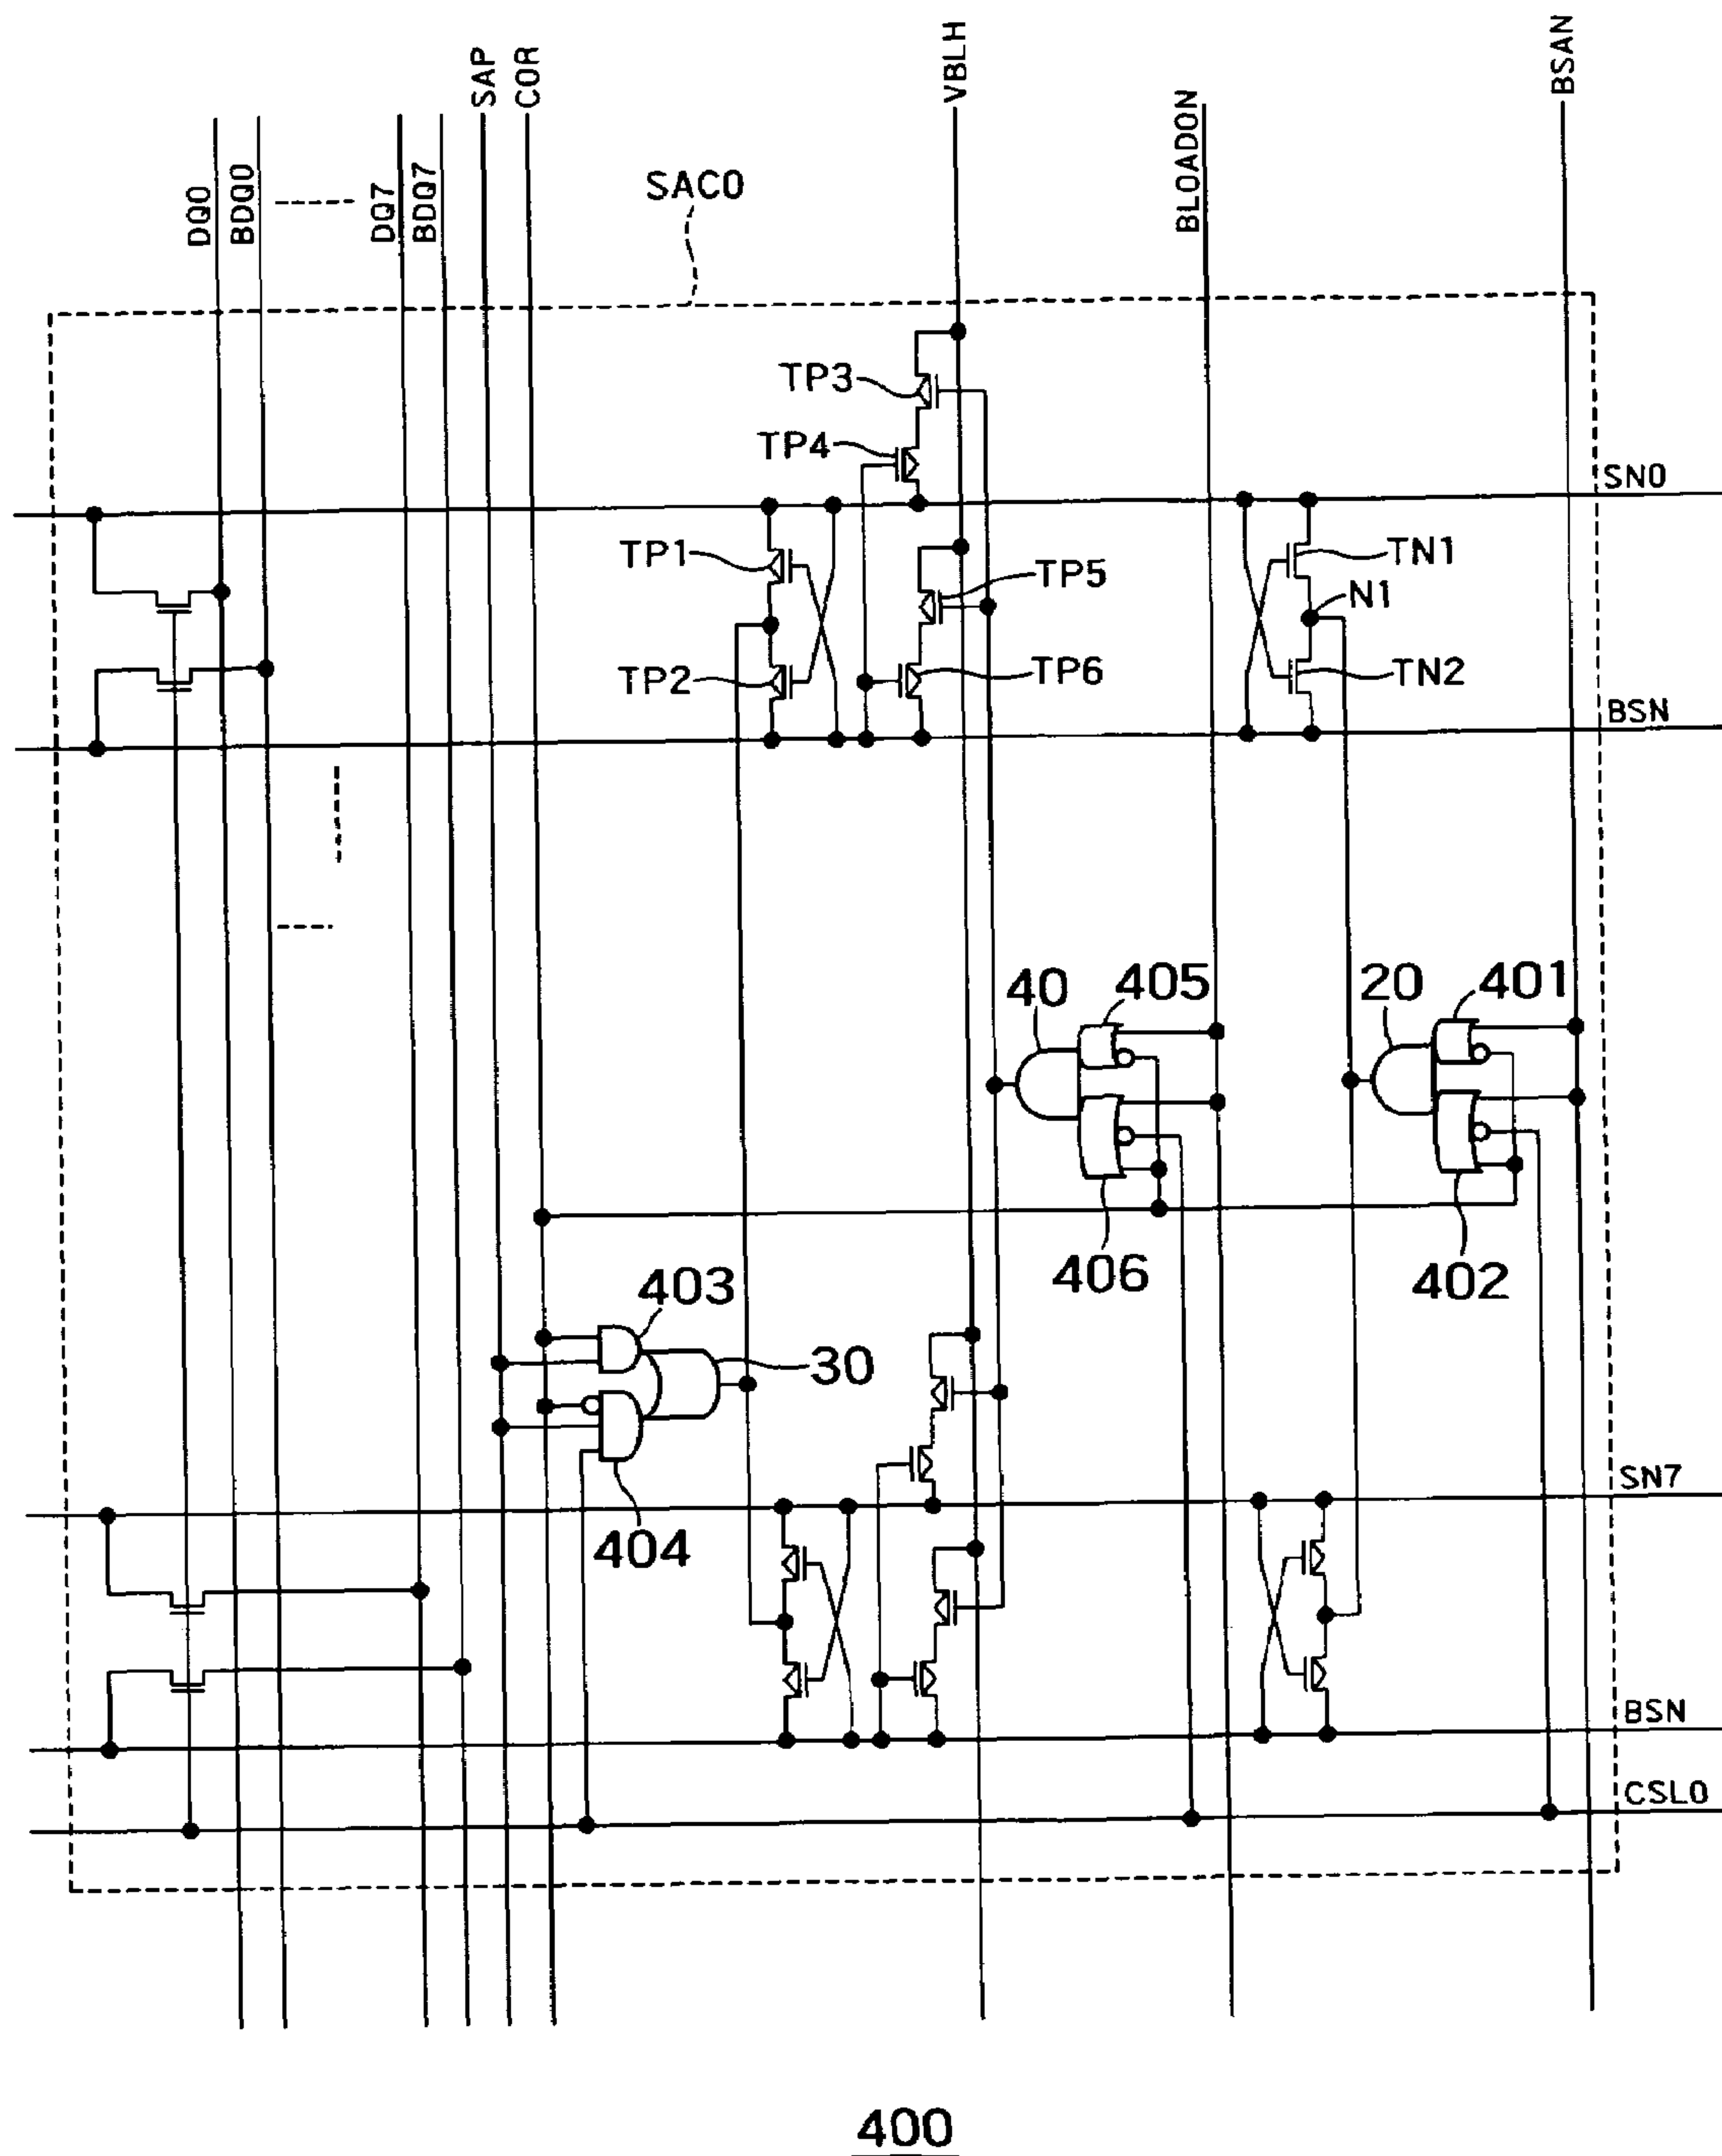 DQ0
BDQ0
DQ7
BDQ7
SAP
COR
VBLH
BLOADON
BSAN
SAC0
TP3
TP4
SN0
TP1
TP5
TN1
N1
TP2
TP6
TN2
BSN
40
405
20
401
406
402
403
30
404
SN7
BSN
CSL0
400